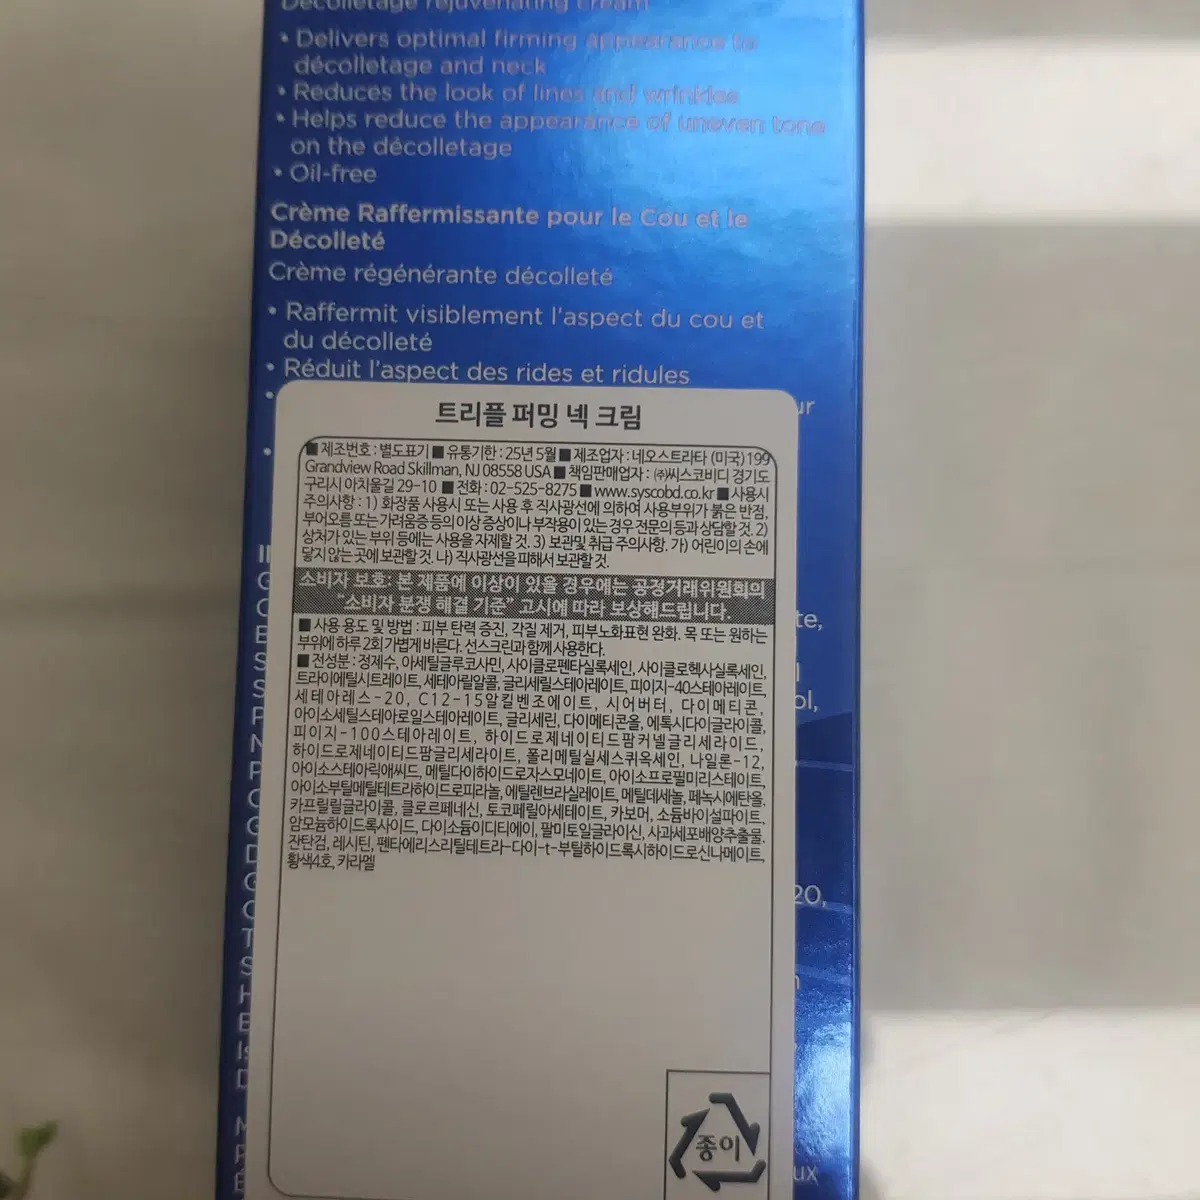 Décolletage rejuvenating cream
• Delivers optimal firming appearance to
décolletage and neck
• Reduces the look of lines and wrinkles
• Helps reduce the appearance of uneven tone
on the décolletage
• Oil-free
Crème Raffermissante pour le Cou et le
Décolleté
Crème régénérante décolleté
• Raffermit visiblement l'aspect du cou et
du décolleté
• Réduit l'aspect des rides et ridules
트리플 퍼밍 넥 크림
■ 제조번호 : 별도표기 ■ 유통기한 : 25년 5월 ■ 제조업자 : 네오스트라타 (미국) 199
Grandview Road Skillman, NJ 08558 USA ■ 책임판매업자 : ㈜씨스코비디 경기도
구리시 아치울길 29-10 ■ 전화 : 02-525-8275 ■ www.syscobd.co.kr ■ 사용시
주의사항 : 1) 화장품 사용시 또는 사용 후 직사광선에 의하여 사용부위가 붉은 반점,
부어오름 또는 가려움증 등의 이상 증상이나 부작용이 있는 경우 전문의 등과 상담할 것. 2)
상처가 있는 부위 등에는 사용을 자제할 것. 3) 보관및 취급 주의사항. 가) 어린이의 손에
닿지 않는 곳에 보관할 것. 나) 직사광선을 피해서 보관할 것.
소비자 보호: 본 제품에 이상이 있을 경우에는 공정거래위원회의
"소비자 분쟁 해결 기준" 고시에 따라 보상해드립니다.
■ 사용 용도 및 방법 : 피부 탄력 증진, 각질 제거, 피부노화표현 완화. 목 또는 원하는
부위에 하루 2회 가볍게 바른다. 선스크린과 함께 사용한다.
■ 전성분 : 정제수, 아세틸글루코사민, 사이클로펜타실록세인, 사이클로헥사실록세인,
트라이에틸시트레이트, 세테아릴알콜, 글리세릴스테아레이트, 피이지-40스테아레이트,
세테아레스-20, C12-15알킬벤조에이트, 시어버터, 다이메티콘,
아이소세틸스테아로일스테아레이트, 글리세린, 다이메티콘올, 에톡시다이글라이콜,
피이지-100스테아레이트, 하이드로제네이티드팜커넬글리세라이드,
하이드로제네이티드팜글리세라이트, 폴리메틸실세스퀴옥세인, 나일론-12,
아이소스테아릭애씨드, 메틸다이하이드로자스모네이트, 아이소프로필미리스테이트,
아이소부틸메틸테트라하이드로피라놀, 에틸렌브라실레이트, 메틸데세놀, 페녹시에탄올,
카프릴릴글라이콜, 클로르페네신, 토코페릴아세테이트, 카보머, 소듐바이설파이트,
암모늄하이드록사이드, 다이소듐이디티에이, 팔미토일글라이신, 사과세포배양추출물.
잔탄검, 레시틴, 펜타에리스리틸테트라-다이-t-부틸하이드록시하이드로신나메이트,
황색4호, 카라멜
종이